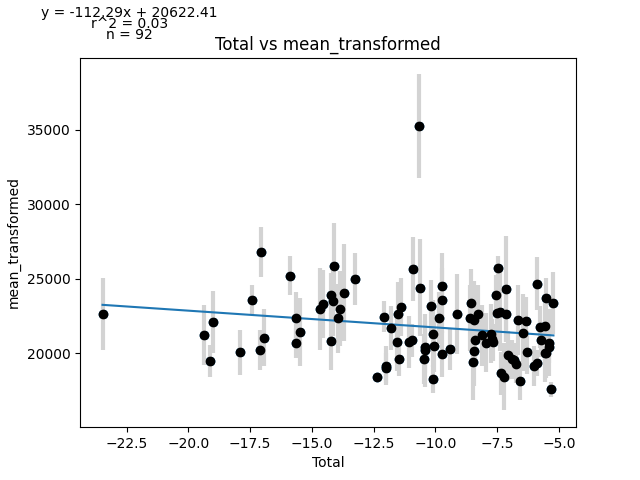 y = -112.29x + 20622.41
r^2 = 0.03
n = 92
Total vs mean_transformed
35000
30000
25000
20000
mean_transformed
−22.5 −20.0 −17.5 −15.0 −12.5 −10.0 −7.5 −5.0
Total